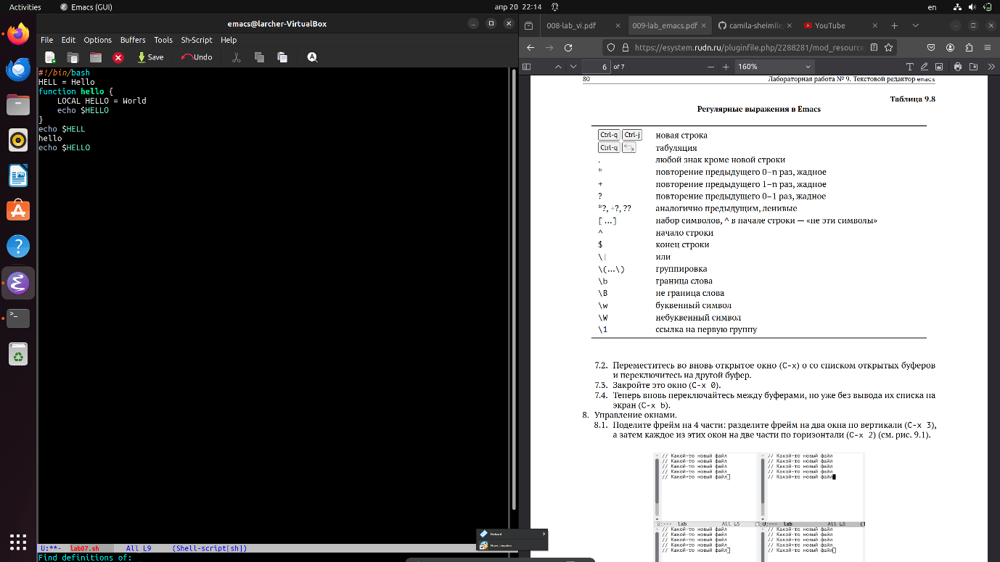 Activities
Emacs (GUI)
апр 20 22:14
en
emacs@larcher-VirtualBox
File Edit Options Buffers Tools Sh-Script Help
Save
Undo
#!/bin/bash
HELL = Hello
function hello {
LOCAL HELLO = World
echo $HELLO
}
echo $HELL
hello
echo $HELLO
U:**- lab07.sh All L9 (Shell-script[sh])
Find definitions of:
Keyboard
Mouse Integration
008-lab_vi.pdf
009-lab_emacs.pdf
camila-sheimile
YouTube
https://esystem.rudn.ru/pluginfile.php/2288281/mod_resource
6 of 7
160%
80 Лабораторная работа № 9. Текстовой редактор emacs
Таблица 9.8
Регулярные выражения в Emacs
Ctrl-q Ctrl-j новая строка
Ctrl-q табуляция
. любой знак кроме новой строки
* повторение предыдущего 0–n раз, жадное
+ повторение предыдущего 1–n раз, жадное
? повторение предыдущего 0–1 раз, жадное
*?, +?, ?? аналогично предыдущим, ленивые
[ …] набор символов, ^ в начале строки — «не эти символы»
^ начало строки
$ конец строки
\| или
\(…\) группировка
\b граница слова
\B не граница слова
\w буквенный символ
\W небуквенный символ
\1 ссылка на первую группу
7.2. Переместитесь во вновь открытое окно (C-x) o со списком открытых буферов
и переключитесь на другой буфер.
7.3. Закройте это окно (C-x 0).
7.4. Теперь вновь переключайтесь между буферами, но уже без вывода их списка на
экран (C-x b).
8. Управление окнами.
8.1. Поделите фрейм на 4 части: разделите фрейм на два окна по вертикали (C-x 3),
а затем каждое из этих окон на две части по горизонтали (C-x 2) (см. рис. 9.1).
// Какой-то новый файл // Какой-то новый файл
// Какой-то новый файл // Какой-то новый файл
// Какой-то новый файл // Какой-то новый файл
// Какой-то новый файл // Какой-то новый файл
// Какой-то новый файл // Какой-то новый файл
U:--- lab All L5 (1 U:--- lab All L5 (1
// Какой-то новый файл // Какой-то новый файл
// Какой-то новый файл // Какой-то новый файл
// Какой-то новый файл // Какой-то новый файл
// Какой-то новый файл // Какой-то новый файл
// Какой-то новый файл // Какой-то новый файл